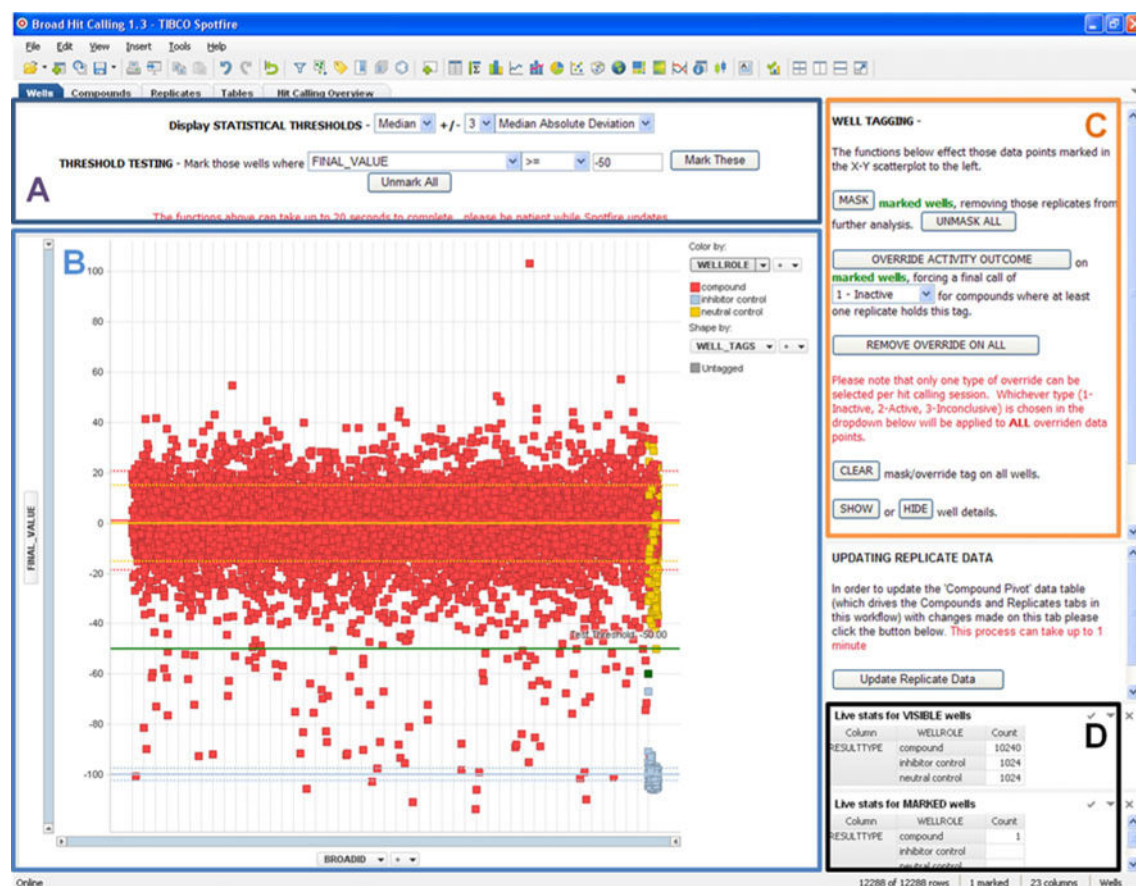 Broad Hit Calling 1.3 - TIBCO Spotfire
File Edit View Insert Tools Help
Wells Compounds Replicates Tables Hit Calling Overview
Display STATISTICAL THRESHOLDS - Median +/- 3 Median Absolute Deviation
THRESHOLD TESTING - Mark those wells where FINAL_VALUE >= -50 Mark These
Unmark All
A
The functions above can take up to 20 seconds to complete, please be patient while Spotfire updates
B
Color by:
WELLROLE
compound
inhibitor control
neutral control
Shape by:
WELL_TAGS
Untagged
100
80
60
40
20
0
-20
-40
-60
-80
-100
FINAL_VALUE
Test Threshold, -50.00
BROADID
WELL TAGGING -
C
The functions below effect those data points marked in
the X-Y scatterplot to the left.
MASK marked wells, removing those replicates from
further analysis. UNMASK ALL
OVERRIDE ACTIVITY OUTCOME on
marked wells, forcing a final call of
1 - Inactive for compounds where at least
one replicate holds this tag.
REMOVE OVERRIDE ON ALL
Please note that only one type of override can be
selected per hit calling session. Whichever type (1-
Inactive, 2-Active, 3-Inconclusive) is chosen in the
dropdown below will be applied to ALL overriden data
points.
CLEAR mask/override tag on all wells.
SHOW or HIDE well details.
UPDATING REPLICATE DATA
In order to update the 'Compound Pivot' data table
(which drives the Compounds and Replicates tabs in
this workflow) with changes made on this tab please
click the button below. This process can take up to 1
minute
Update Replicate Data
Live stats for VISIBLE wells
D
Column WELLROLE Count
RESULTTYPE compound 10240
inhibitor control 1024
neutral control 1024
Live stats for MARKED wells
Column WELLROLE Count
RESULTTYPE compound 1
inhibitor control
neutral control
Online 12288 of 12288 rows 1 marked 23 columns Wells